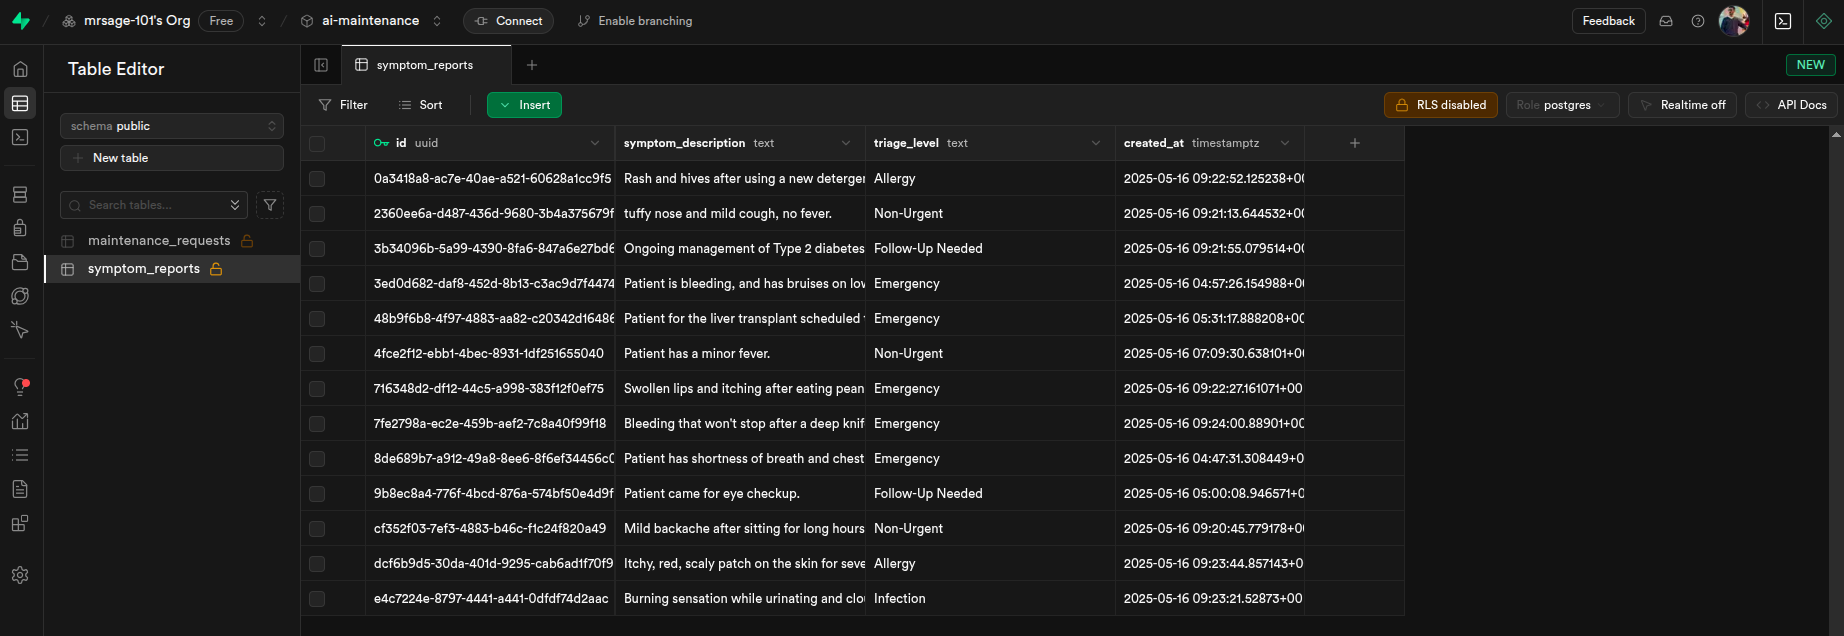 mrsage-101's Org Free ai-maintenance Connect Enable branching Feedback
Table Editor
symptom_reports
NEW
Filter Sort Insert RLS disabled Role postgres Realtime off API Docs
schema public
New table
Search tables...
maintenance_requests
symptom_reports
id uuid symptom_description text triage_level text created_at timestamptz
0a3418a8-ac7e-40ae-a521-60628a1cc9f5 Rash and hives after using a new deterger Allergy 2025-05-16 09:22:52.125238+00
2360ee6a-d487-436d-9680-3b4a375679f tuffy nose and mild cough, no fever. Non-Urgent 2025-05-16 09:21:13.644532+00
3b34096b-5a99-4390-8fa6-847a6e27bd6 Ongoing management of Type 2 diabetes Follow-Up Needed 2025-05-16 09:21:55.079514+00
3ed0d682-daf8-452d-8b13-c3ac9d7f4474 Patient is bleeding, and has bruises on lov Emergency 2025-05-16 04:57:26.154988+0
48b9f6b8-4f97-4883-aa82-c20342d16486 Patient for the liver transplant scheduled Emergency 2025-05-16 05:31:17.888208+00
4fce2f12-ebb1-4bec-8931-1df251655040 Patient has a minor fever. Non-Urgent 2025-05-16 07:09:30.638101+00
716348d2-df12-44c5-a998-383f12f0ef75 Swollen lips and itching after eating pean Emergency 2025-05-16 09:22:27.161071+00
7fe2798a-ec2e-459b-aef2-7c8a40f99f18 Bleeding that won't stop after a deep knif Emergency 2025-05-16 09:24:00.88901+00
8de689b7-a912-49a8-8ee6-8f6ef34456c0 Patient has shortness of breath and chest Emergency 2025-05-16 04:47:31.308449+0
9b8ec8a4-776f-4bcd-876a-574bf50e4d9f Patient came for eye checkup. Follow-Up Needed 2025-05-16 05:00:08.946571+0
cf352f03-7ef3-4883-b46c-f1c24f820a49 Mild backache after sitting for long hours Non-Urgent 2025-05-16 09:20:45.779178+00
dcf6b9d5-30da-401d-9295-cab6ad1f70f9 Itchy, red, scaly patch on the skin for seve Allergy 2025-05-16 09:23:44.857143+0
e4c7224e-8797-4441-a441-0dfdf74d2aac Burning sensation while urinating and clou Infection 2025-05-16 09:23:21.52873+00